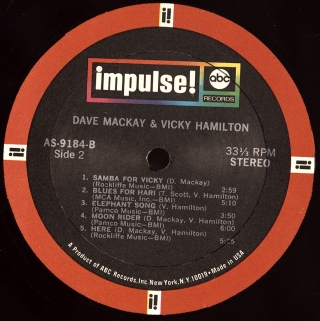 impulse!
abc
RECORDS
DAVE MACKAY & VICKY HAMILTON
AS-9184-B
Side 2
33⅓ RPM
STEREO
1. SAMBA FOR VICKY (D. Mackay)
(Rockliffe Music—BMI) 2:59
2. BLUES FOR HARI (T. Scott, V. Hamilton)
(MCA Music, Inc.—BMI) 5:10
3. ELEPHANT SONG (V. Hamilton)
(Pamco Music—BMI) 3:50
4. MOON RIDER (D. Mackay, V. Hamilton)
(Pamco Music—BMI) 6:00
5. HERE (D. Mackay, V. Hamilton)
(Rockliffe Music—BMI) 5:05
A Product of ABC Records, Inc. New York, N.Y. 10019 • Made in USA